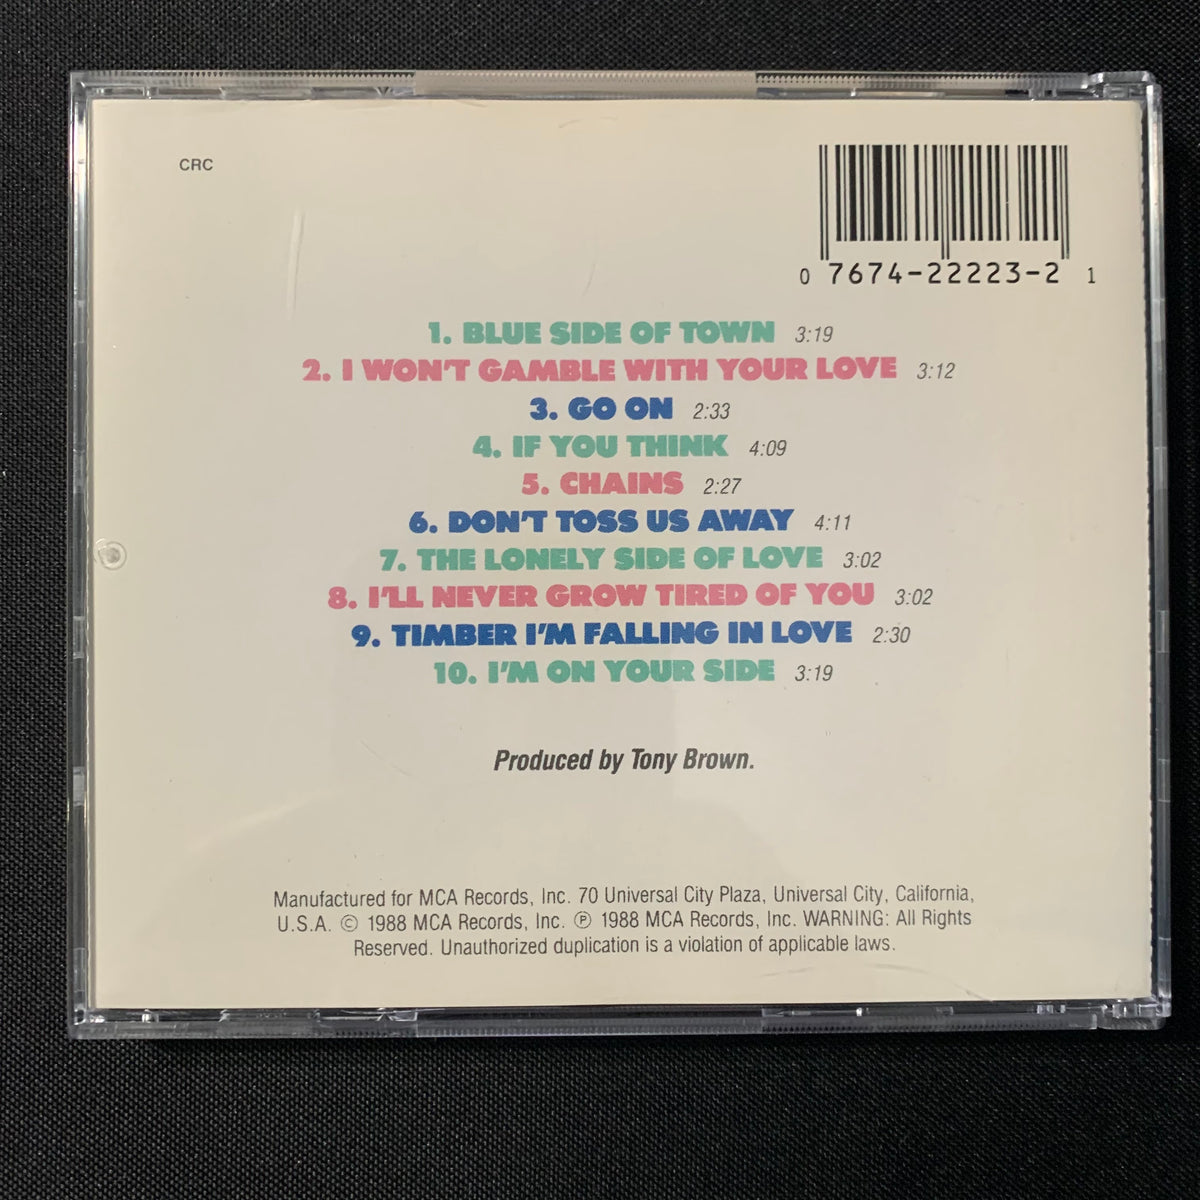 CRC
0 7674-22223-2 1
1. BLUE SIDE OF TOWN 3:19
2. I WON'T GAMBLE WITH YOUR LOVE 3:12
3. GO ON 2:33
4. IF YOU THINK 4:09
5. CHAINS 2:27
6. DON'T TOSS US AWAY 4:11
7. THE LONELY SIDE OF LOVE 3:02
8. I'LL NEVER GROW TIRED OF YOU 3:02
9. TIMBER I'M FALLING IN LOVE 2:30
10. I'M ON YOUR SIDE 3:19
Produced by Tony Brown.
Manufactured for MCA Records, Inc. 70 Universal City Plaza, Universal City, California,
U.S.A. © 1988 MCA Records, Inc. ℗ 1988 MCA Records, Inc. WARNING: All Rights
Reserved. Unauthorized duplication is a violation of applicable laws.